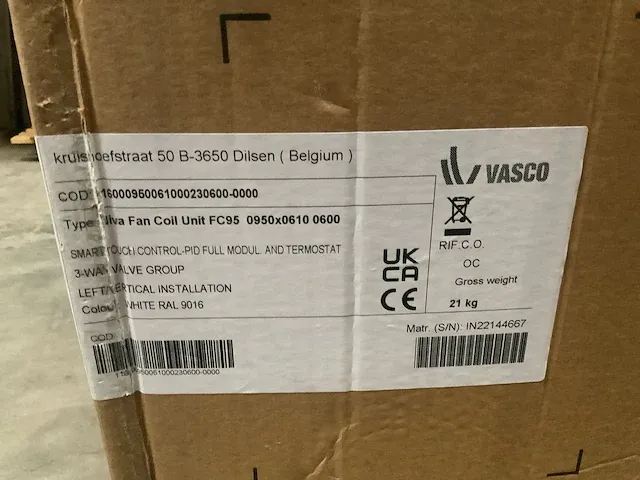 kruishoefstraat 50 B-3650 Dilsen ( Belgium )
VASCO
COD. 1600095006100023060­0-0000
Type Niva Fan Coil Unit FC95 0950x0610 0600
SMART TOUCH CONTROL-PID FULL MODUL. AND TERMOSTAT
3-WAY VALVE GROUP
LEFT/VERTICAL INSTALLATION
Colour WHITE RAL 9016
UK
CA
CE
RIF.C.O.
OC
Gross weight
21 kg
COD
Matr. (S/N): IN22144667